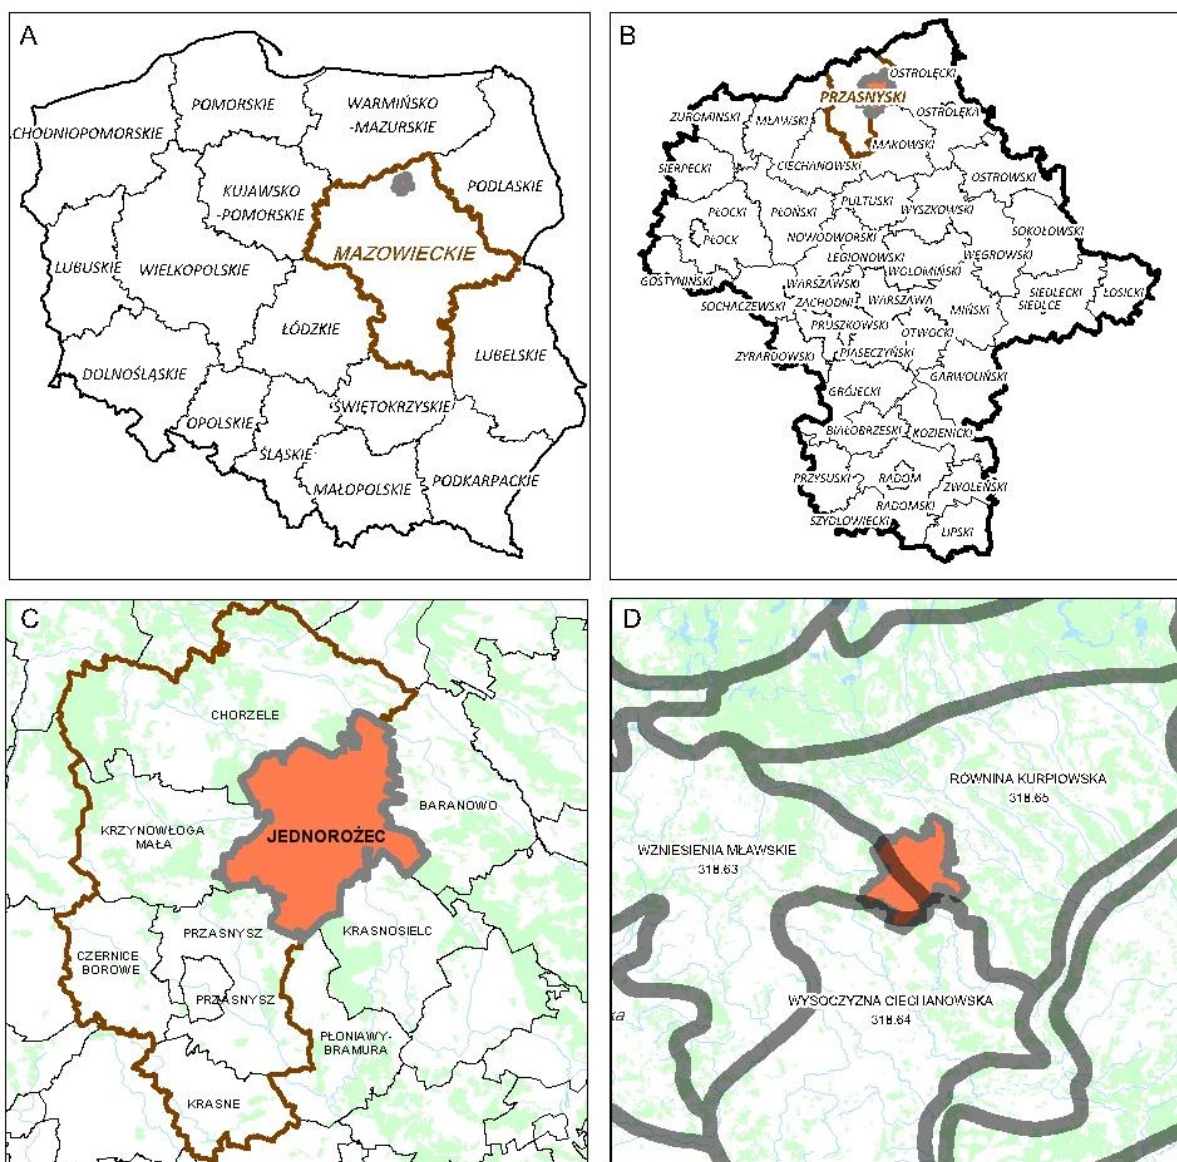 A
CHODNIOPOMORSKIE
POMORSKIE
WARMIŃSKO
-MAZURSKIE
KUJAWSKO
-POMORSKIE
PODLASKIE
LUBUSKIE
WIELKOPOLSKIE
MAZOWIECKIE
ŁÓDZKIE
LUBELSKIE
DOLNOŚLĄSKIE
OPOLSKIE
ŚWIĘTOKRZYSKIE
ŚLĄSKIE
MAŁOPOLSKIE
PODKARPACKIE
B
OSTROŁĘCKI
PRZASNYSKI
OSTROŁĘKA
ŻUROMIŃSKI
MŁAWSKI
MAKOWSKI
SIERPECKI
CIECHANOWSKI
OSTROWSKI
PŁOCKI
PŁOŃSKI
PUŁTUSKI
WYSZKOWSKI
PŁOCK
NOWODWORSKI
SOKOŁOWSKI
LEGIONOWSKI
WĘGROWSKI
GOSTYNIŃSKI
WARSZAWSKI
ZACHODNI
WOŁOMIŃSKI
SOCHACZEWSKI
WARSZAWA
MIŃSKI
SIEDLECKI
SIEDLCE
ŁOSICKI
PRUSZKOWSKI
OTWOCKI
ŻYRARDOWSKI
PIASECZYŃSKI
GRÓJECKI
GARWOLIŃSKI
BIAŁOBRZESKI
KOZIENICKI
PRZYSUSKI
RADOM
ZWOLEŃSKI
SZYDŁOWIECKI
RADOMSKI
LIPSKI
C
CHORZELE
BARANOWO
KRZYNOWŁOGA
MAŁA
JEDNOROŻEC
PRZASNYSZ
KRASNOSIELC
CZERNICE
BOROWE
PRZASNYSZ
PŁONIAWY-
BRAMURA
KRASNE
D
RÓWNINA KURPIOWSKA
318.65
WZNIESIENIA MŁAWSKIE
318.63
WYSOCZYZNA CIECHANOWSKA
318.64